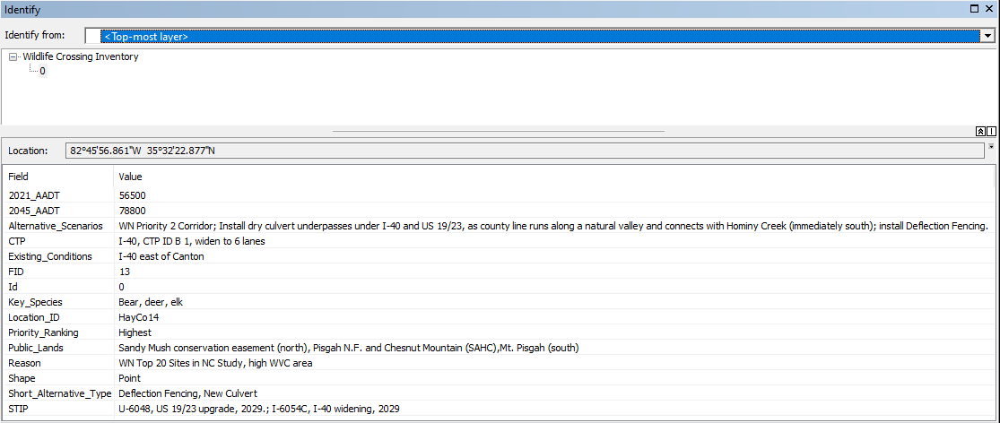 Identify
Identify from: <Top-most layer>
Wildlife Crossing Inventory
0
Location: 82°45'56.861"W 35°32'22.877"N
Field Value
2021_AADT 56500
2045_AADT 78800
Alternative_Scenarios WN Priority 2 Corridor; Install dry culvert underpasses under I-40 and US 19/23, as county line runs along a natural valley and connects with Hominy Creek (immediately south); install Deflection Fencing.
CTP I-40, CTP ID B 1, widen to 6 lanes
Existing_Conditions I-40 east of Canton
FID 13
Id 0
Key_Species Bear, deer, elk
Location_ID HayCo14
Priority_Ranking Highest
Public_Lands Sandy Mush conservation easement (north), Pisgah N.F. and Chesnut Mountain (SAHC),Mt. Pisgah (south)
Reason WN Top 20 Sites in NC Study, high WVC area
Shape Point
Short_Alternative_Type Deflection Fencing, New Culvert
STIP U-6048, US 19/23 upgrade, 2029.; I-6054C, I-40 widening, 2029